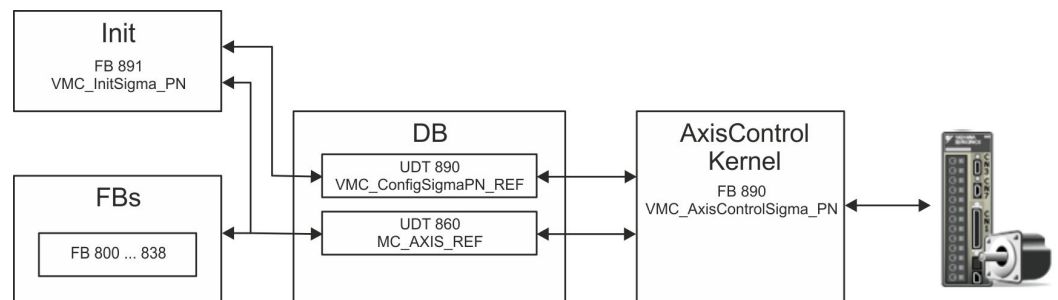 Init
FB 891
VMC_InitSigma_PN
FBs
FB 800 ... 838
DB
UDT 890
VMC_ConfigSigmaPN_REF
UDT 860
MC_AXIS_REF
AxisControl
Kernel
FB 890
VMC_AxisControlSigma_PN